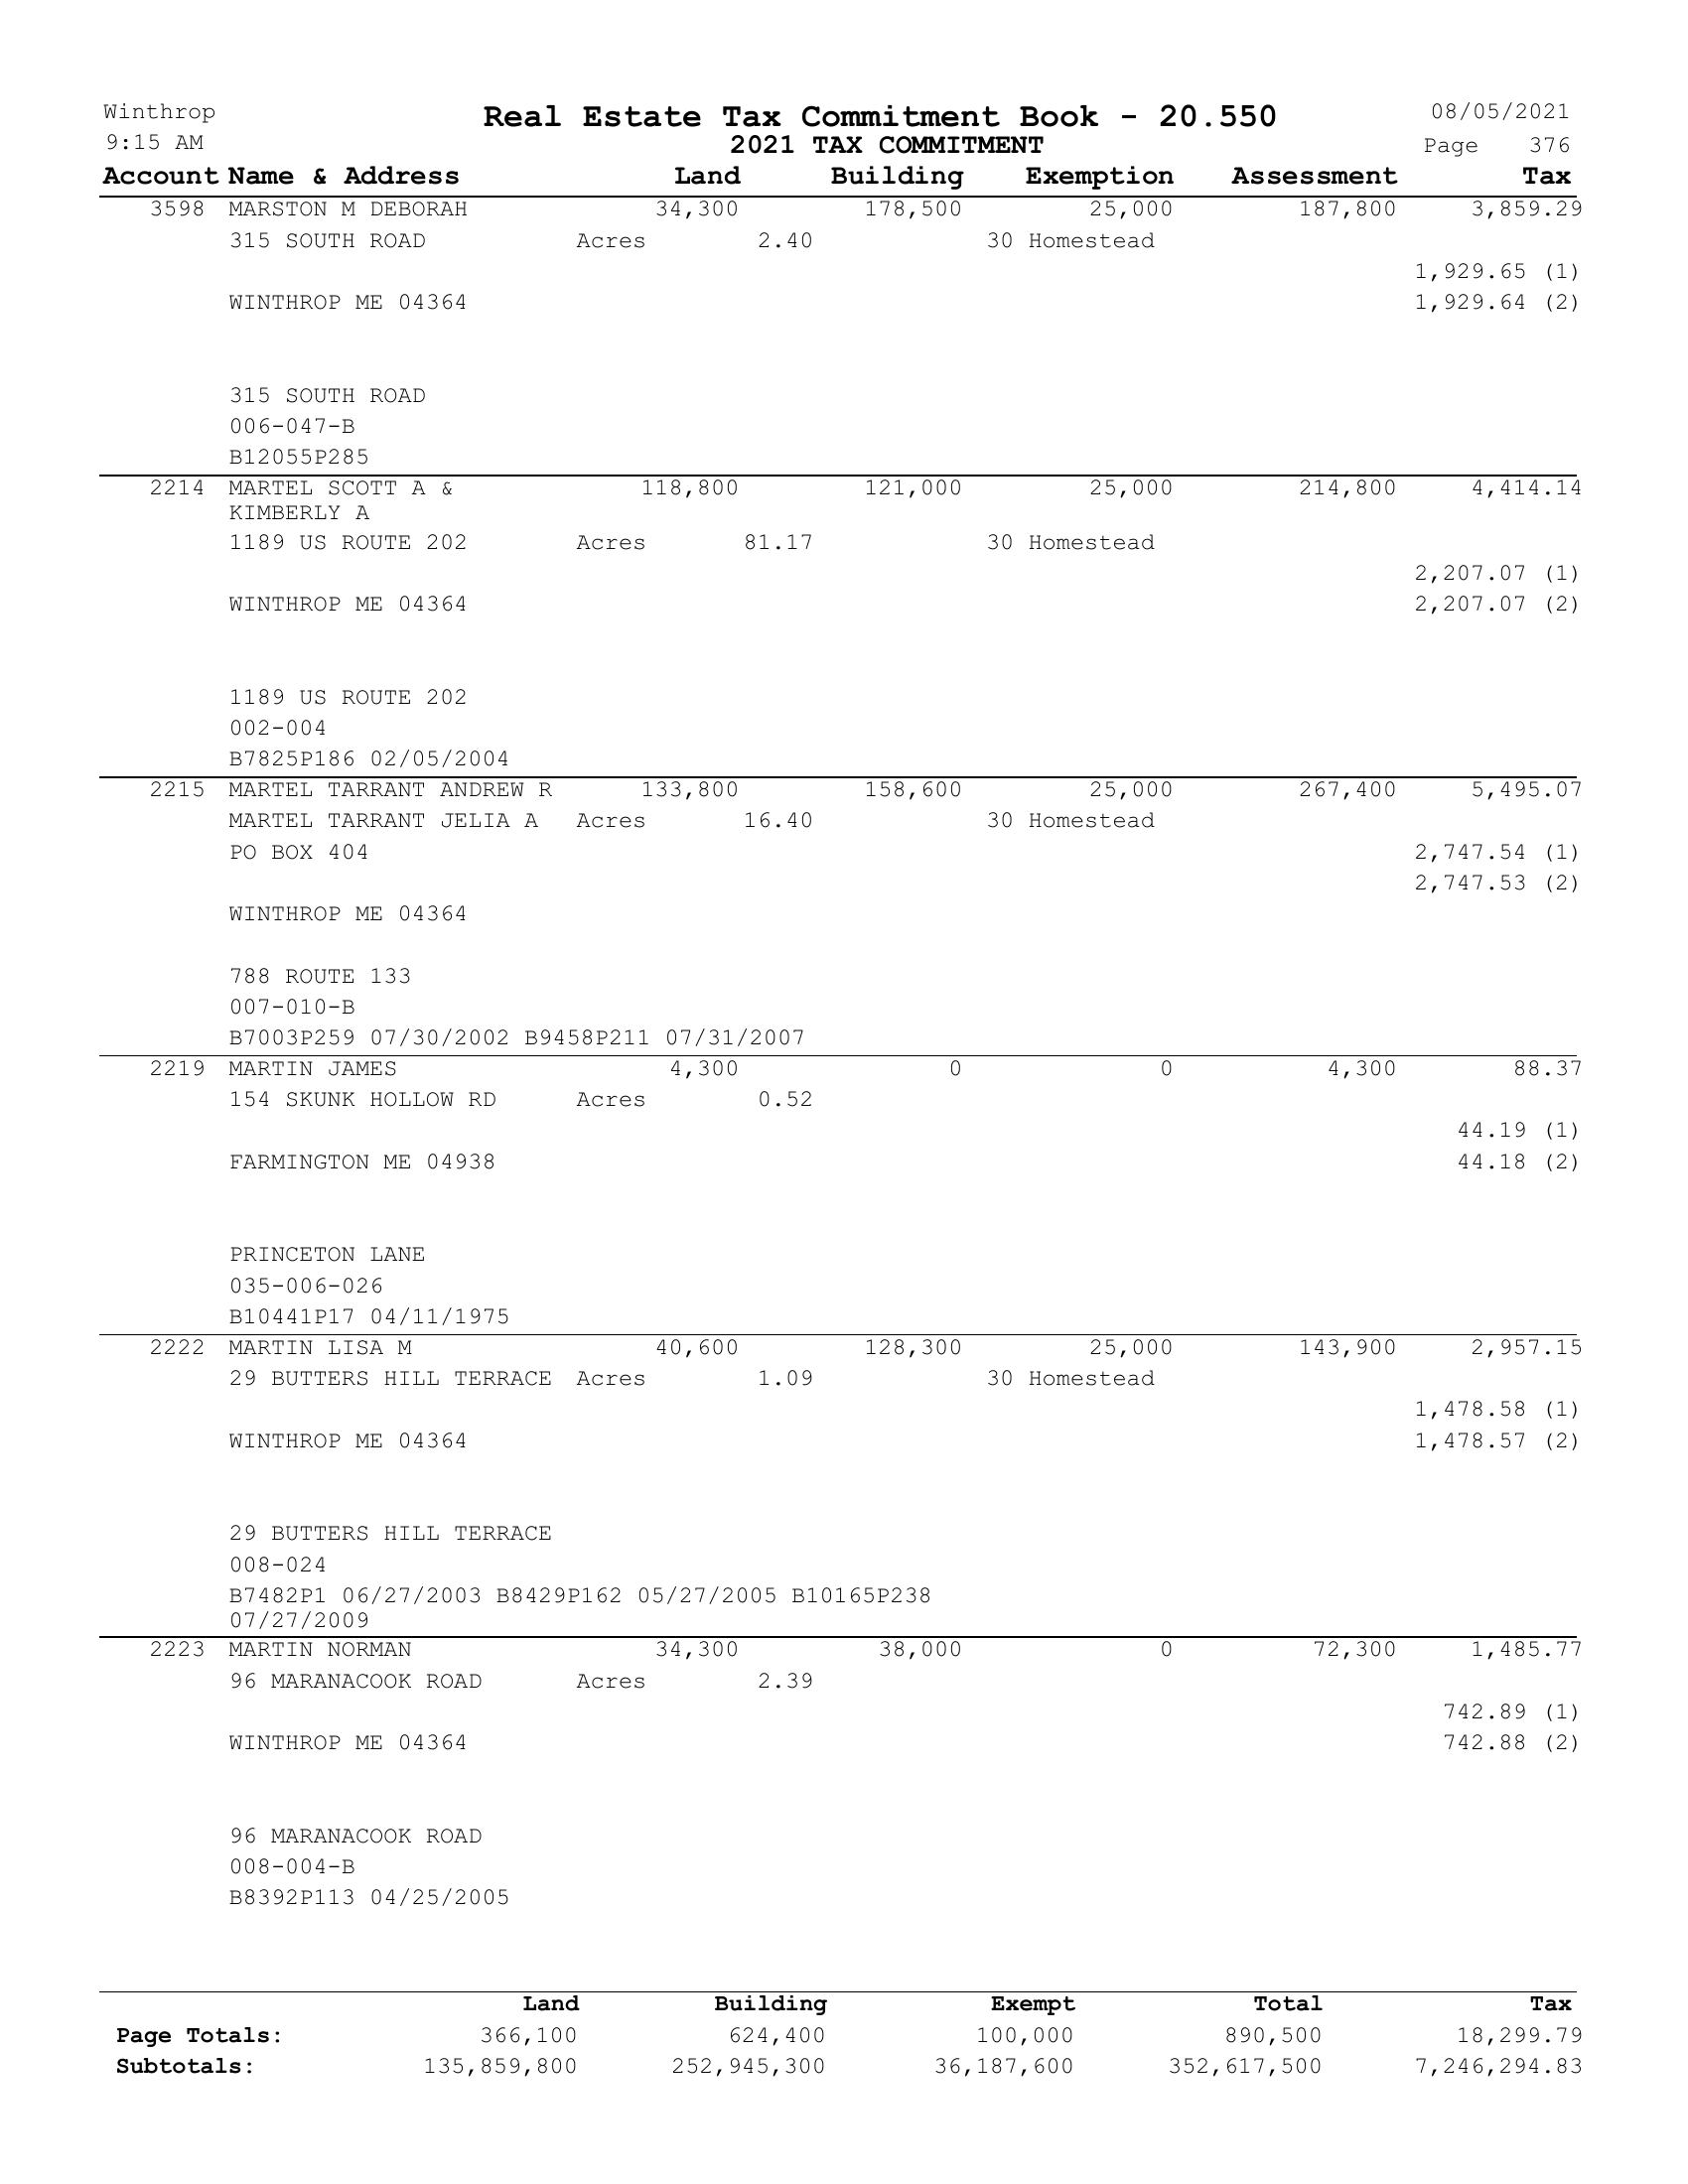 Winthrop Real Estate Tax Commitment Book - 20.550 08/05/2021
9:15 AM 2021 TAX COMMITMENT Page 376
Account Name & Address Land Building Exemption Assessment Tax
3598 MARSTON M DEBORAH 34,300 178,500 25,000 187,800 3,859.29
315 SOUTH ROAD Acres 2.40 30 Homestead
1,929.65 (1)
WINTHROP ME 04364 1,929.64 (2)
315 SOUTH ROAD
006-047-B
B12055P285
2214 MARTEL SCOTT A & 118,800 121,000 25,000 214,800 4,414.14
KIMBERLY A
1189 US ROUTE 202 Acres 81.17 30 Homestead
2,207.07 (1)
WINTHROP ME 04364 2,207.07 (2)
1189 US ROUTE 202
002-004
B7825P186 02/05/2004
2215 MARTEL TARRANT ANDREW R 133,800 158,600 25,000 267,400 5,495.07
MARTEL TARRANT JELIA A Acres 16.40 30 Homestead
PO BOX 404 2,747.54 (1)
2,747.53 (2)
WINTHROP ME 04364
788 ROUTE 133
007-010-B
B7003P259 07/30/2002 B9458P211 07/31/2007
2219 MARTIN JAMES 4,300 0 0 4,300 88.37
154 SKUNK HOLLOW RD Acres 0.52
44.19 (1)
FARMINGTON ME 04938 44.18 (2)
PRINCETON LANE
035-006-026
B10441P17 04/11/1975
2222 MARTIN LISA M 40,600 128,300 25,000 143,900 2,957.15
29 BUTTERS HILL TERRACE Acres 1.09 30 Homestead
1,478.58 (1)
WINTHROP ME 04364 1,478.57 (2)
29 BUTTERS HILL TERRACE
008-024
B7482P1 06/27/2003 B8429P162 05/27/2005 B10165P238
07/27/2009
2223 MARTIN NORMAN 34,300 38,000 0 72,300 1,485.77
96 MARANACOOK ROAD Acres 2.39
742.89 (1)
WINTHROP ME 04364 742.88 (2)
96 MARANACOOK ROAD
008-004-B
B8392P113 04/25/2005
Land Building Exempt Total Tax
Page Totals: 366,100 624,400 100,000 890,500 18,299.79
Subtotals: 135,859,800 252,945,300 36,187,600 352,617,500 7,246,294.83